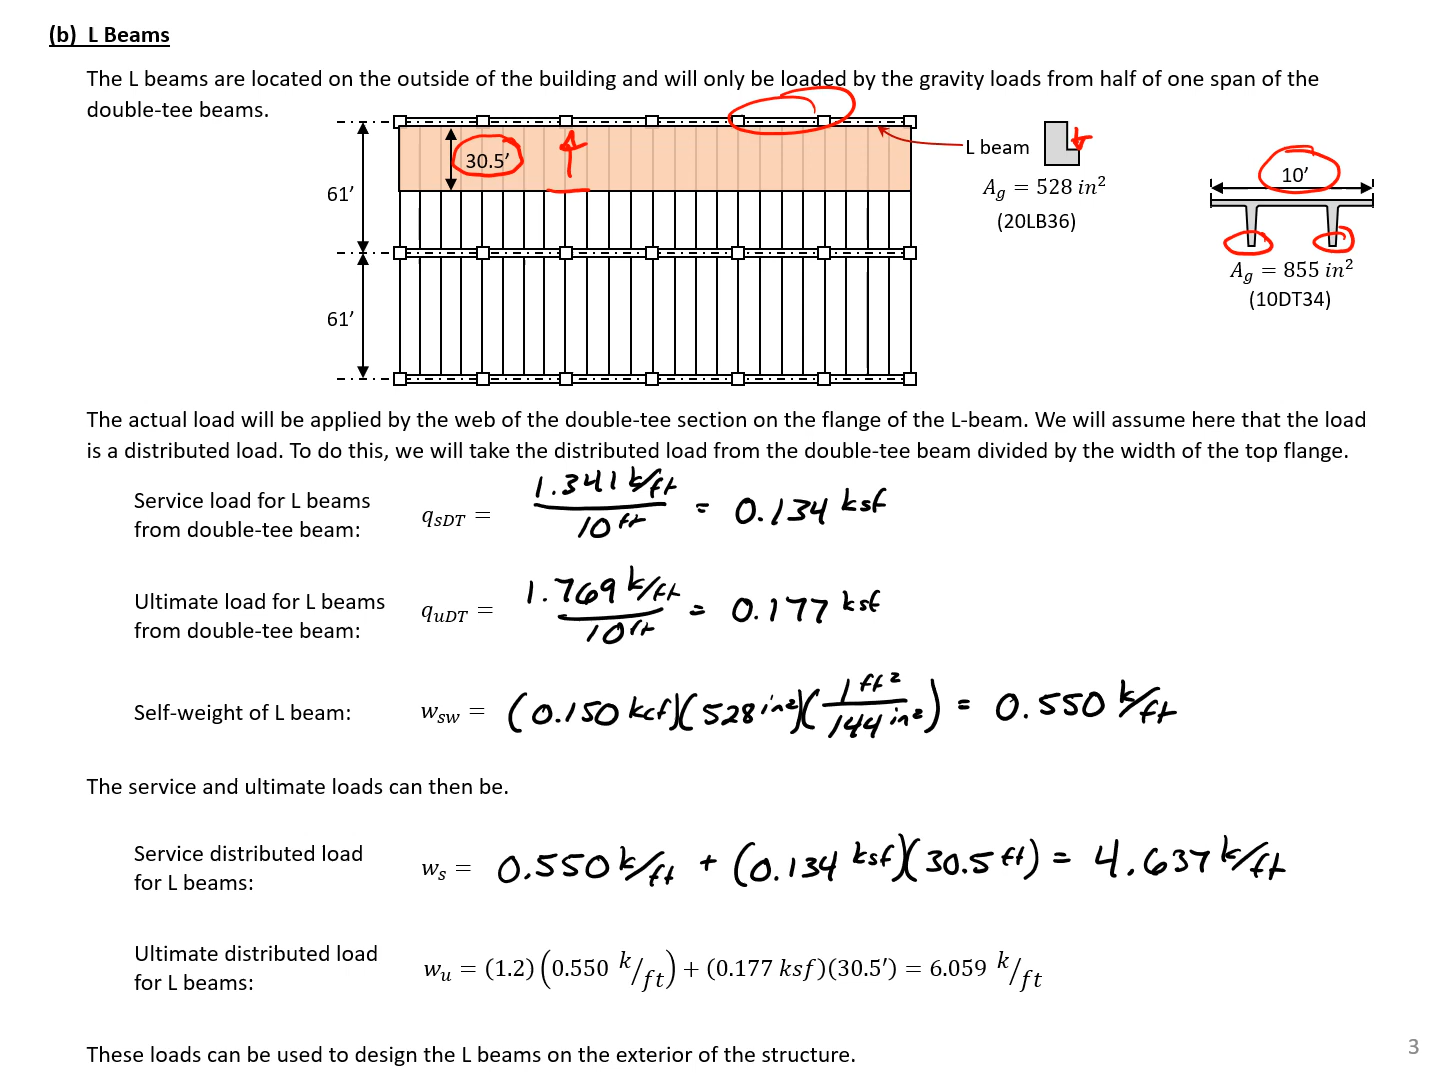 (b) L Beams
The L beams are located on the outside of the building and will only be loaded by the gravity loads from half of one span of the
double-tee beams.
30.5'
61'
61'
L beam
A_g = 528 in²
(20LB36)
10'
A_g = 855 in²
(10DT34)
The actual load will be applied by the web of the double-tee section on the flange of the L-beam. We will assume here that the load
is a distributed load. To do this, we will take the distributed load from the double-tee beam divided by the width of the top flange.
Service load for L beams
from double-tee beam:
q_sDT = 1.341 k/ft / 10 ft = 0.134 ksf
Ultimate load for L beams
from double-tee beam:
q_uDT = 1.769 k/ft / 10 ft = 0.177 ksf
Self-weight of L beam: w_sw = (0.150 kcf)(528 in²)(1 ft² / 144 in²) = 0.550 k/ft
The service and ultimate loads can then be.
Service distributed load
for L beams:
w_s = 0.550 k/ft + (0.134 ksf)(30.5 ft) = 4.637 k/ft
Ultimate distributed load
for L beams:
w_u = (1.2)(0.550 k/ft) + (0.177 ksf)(30.5') = 6.059 k/ft
These loads can be used to design the L beams on the exterior of the structure.
3